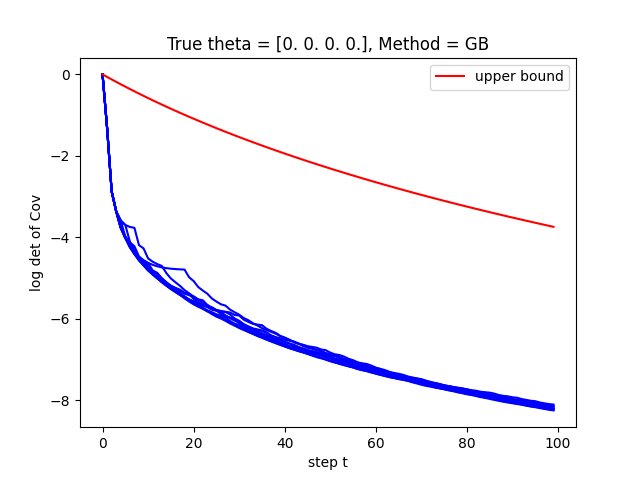 True theta = [0. 0. 0. 0.], Method = GB
upper bound
log det of Cov
0
−2
−4
−6
−8
0 20 40 60 80 100
step t